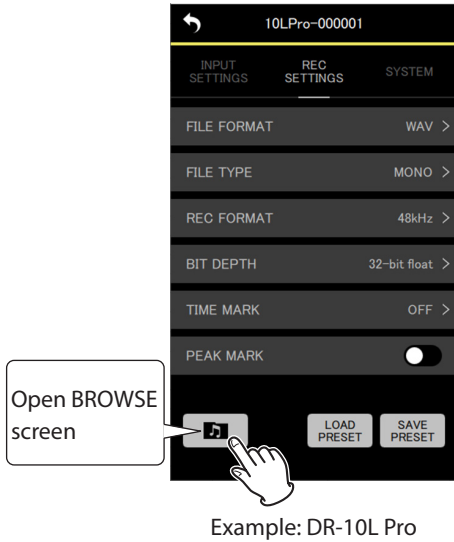 10LPro-000001
INPUT SETTINGS REC SETTINGS SYSTEM
FILE FORMAT WAV >
FILE TYPE MONO >
REC FORMAT 48kHz >
BIT DEPTH 32-bit float >
TIME MARK OFF >
PEAK MARK
Open BROWSE
screen
LOAD PRESET SAVE PRESET
Example: DR-10L Pro